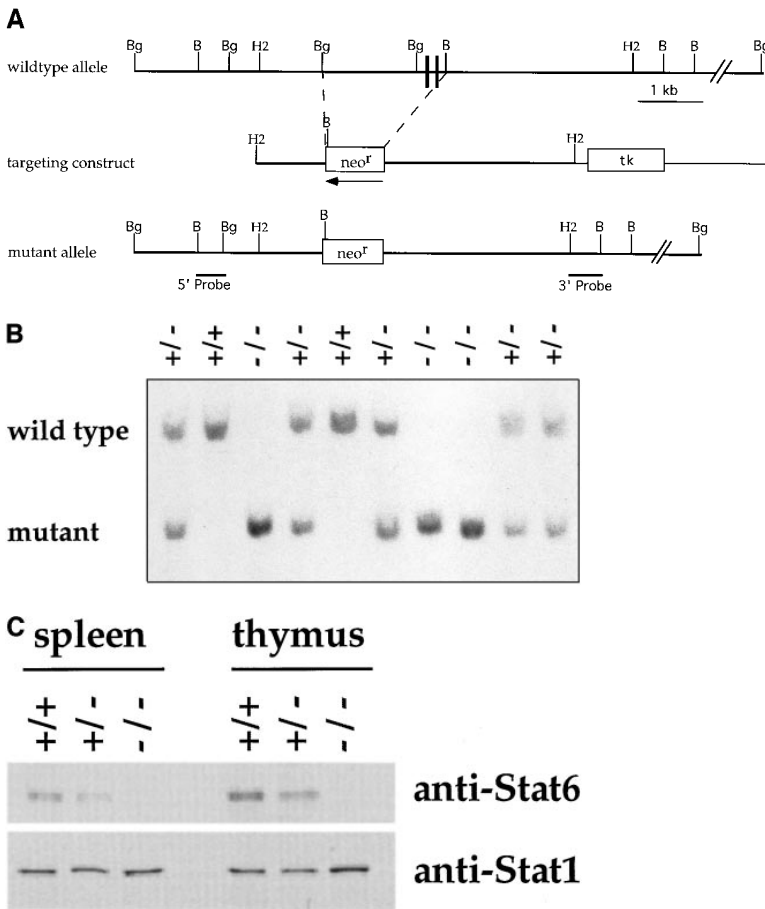 A
Bg B Bg H2 Bg Bg B H2 B B Bg
wildtype allele
1 kb
H2 B H2
targeting construct neoʳ tk
Bg B Bg H2 B H2 B B Bg
mutant allele neoʳ
5' Probe 3' Probe
B
+/- +/+ -/- +/- +/+ +/- -/- -/- +/- +/-
wild type
mutant
C
spleen thymus
+/+ +/- -/- +/+ +/- -/-
anti-Stat6
anti-Stat1